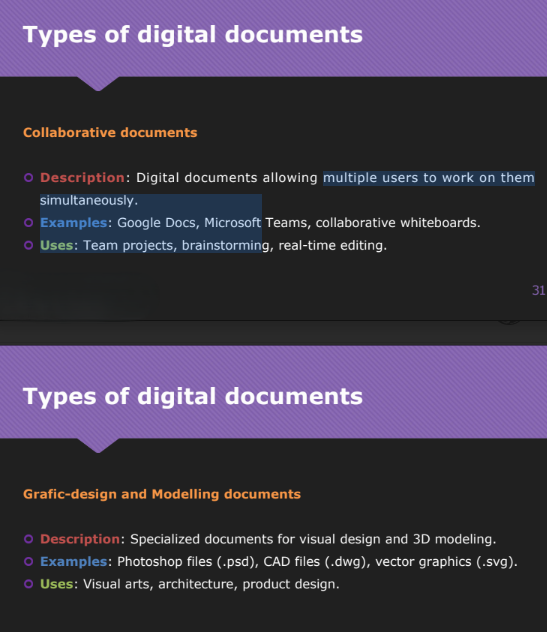 Types of digital documents
Collaborative documents
Description: Digital documents allowing multiple users to work on them
simultaneously.
Examples: Google Docs, Microsoft Teams, collaborative whiteboards.
Uses: Team projects, brainstorming, real-time editing.
31
Types of digital documents
Grafic-design and Modelling documents
Description: Specialized documents for visual design and 3D modeling.
Examples: Photoshop files (.psd), CAD files (.dwg), vector graphics (.svg).
Uses: Visual arts, architecture, product design.